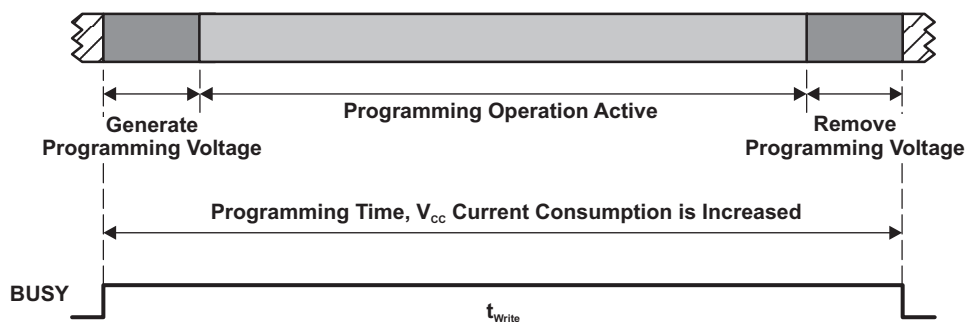 Generate
Programming Voltage
Programming Operation Active
Remove
Programming Voltage
Programming Time, VCC Current Consumption is Increased
BUSY
tWrite